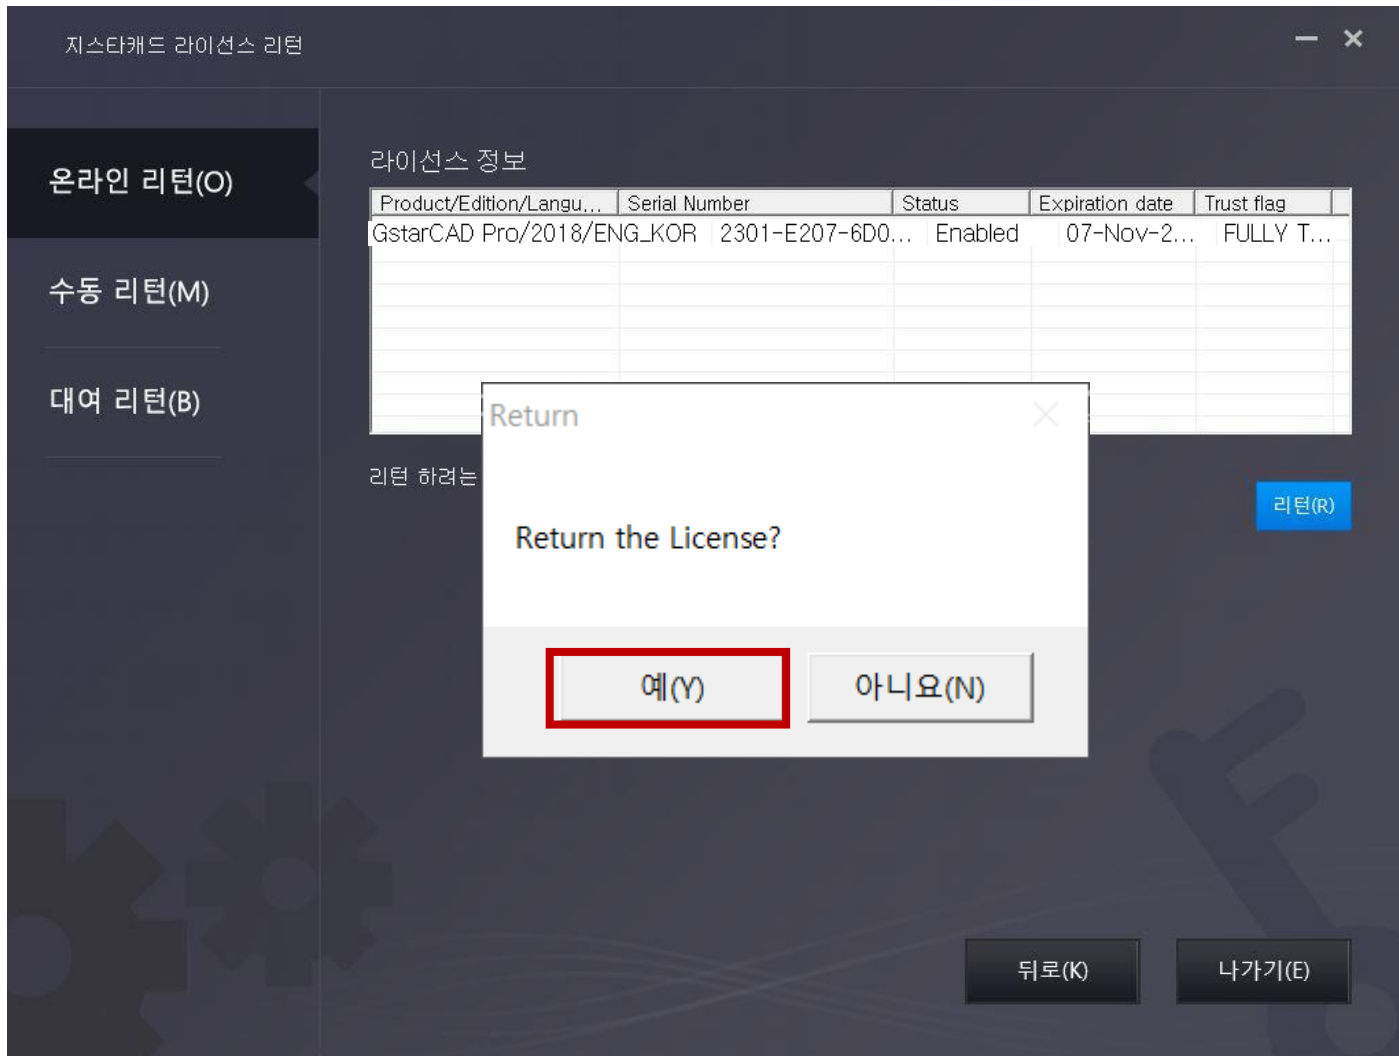 지스타캐드 라이선스 리턴
온라인 리턴(O)
수동 리턴(M)
대여 리턴(B)
라이선스 정보
Product/Edition/Langu... Serial Number Status Expiration date Trust flag
GstarCAD Pro/2018/ENG_KOR 2301-E207-6D0... Enabled 07-Nov-2... FULLY T...
리턴 하려는
리턴(R)
Return
Return the License?
예(Y) 아니요(N)
뒤로(K) 나가기(E)